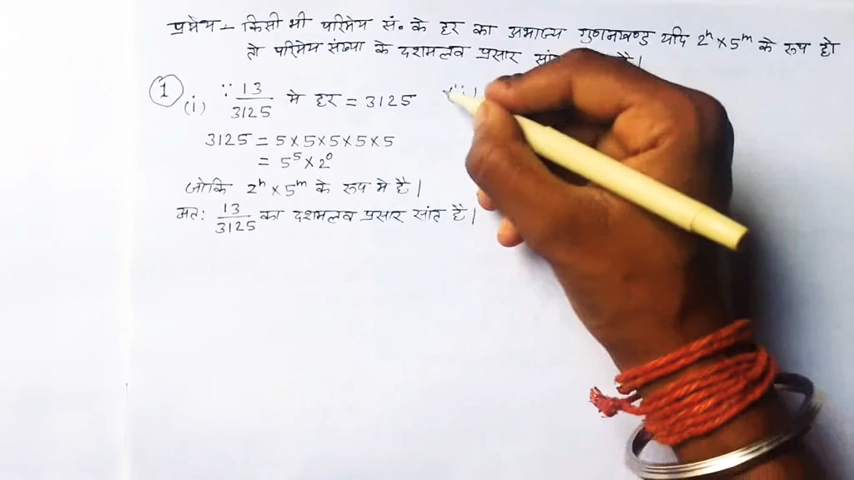 प्रमेय - किसी भी परिमेय सं. के हर का अभाज्य गुणनखण्ड यदि 2ⁿ × 5ᵐ के रूप हो
तो परिमेय संख्या के दशमलव प्रसार सांत है।
1
(i) ∵ 13/3125 मे हर = 3125
3125 = 5×5×5×5×5
= 5⁵ × 2⁰
जोकि 2ⁿ × 5ᵐ के रूप मे है।
अतः 13/3125 का दशमलव प्रसार सांत है।